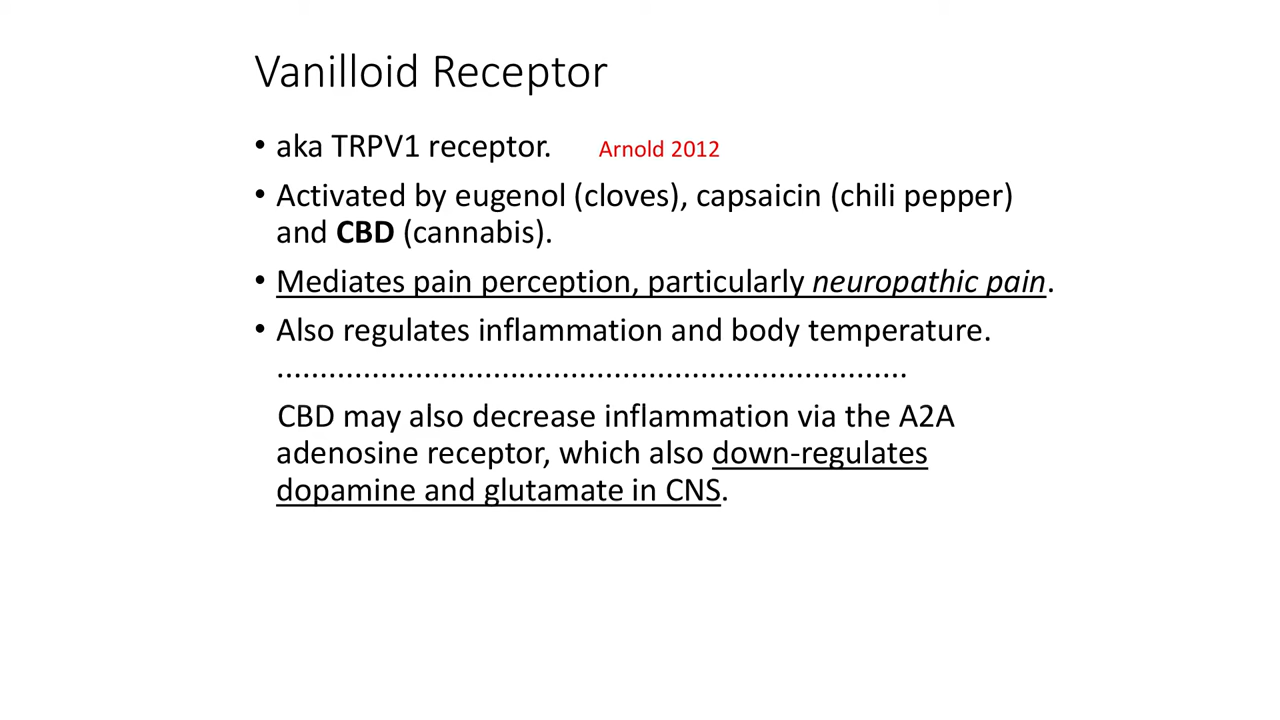 Vanilloid Receptor
• aka TRPV1 receptor. Arnold 2012
• Activated by eugenol (cloves), capsaicin (chili pepper)
and CBD (cannabis).
• Mediates pain perception, particularly neuropathic pain.
• Also regulates inflammation and body temperature.
.........................................................................
CBD may also decrease inflammation via the A2A
adenosine receptor, which also down-regulates
dopamine and glutamate in CNS.